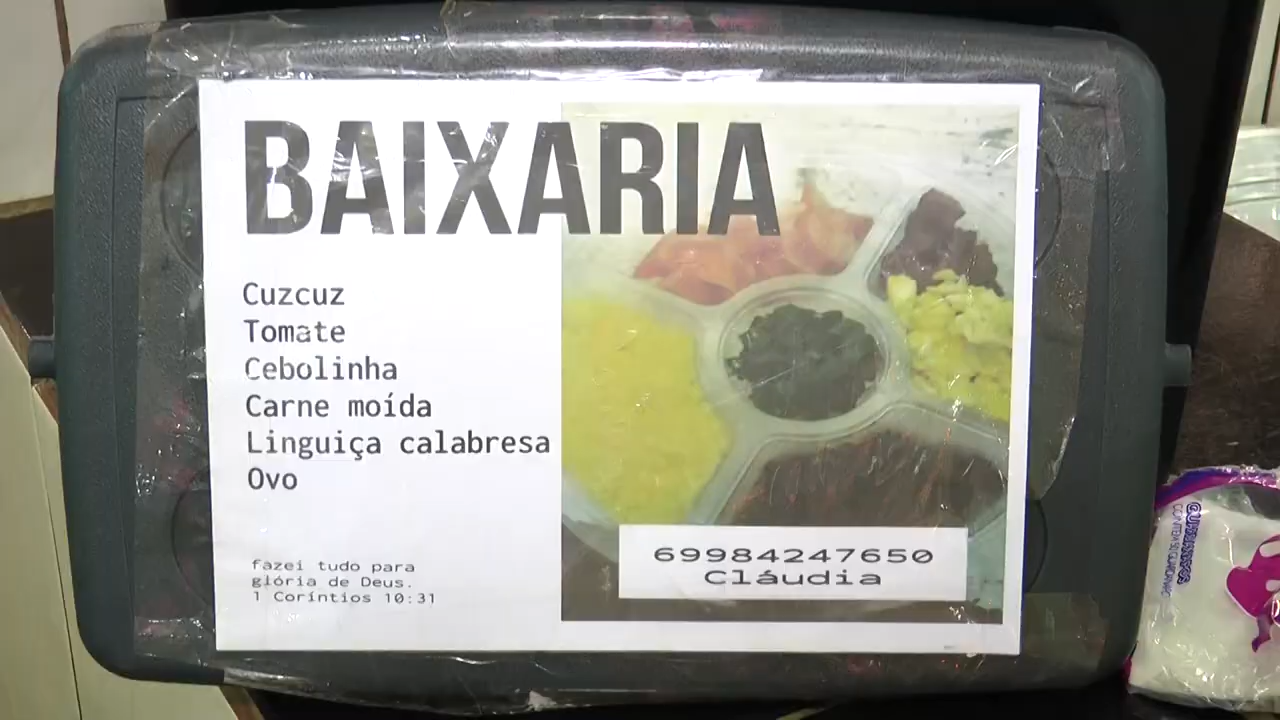 BAIXARIA
Cuzcuz
Tomate
Cebolinha
Carne moída
Linguiça calabresa
Ovo
fazei tudo para
glória de Deus.
1 Coríntios 10:31
69984247650
Cláudia